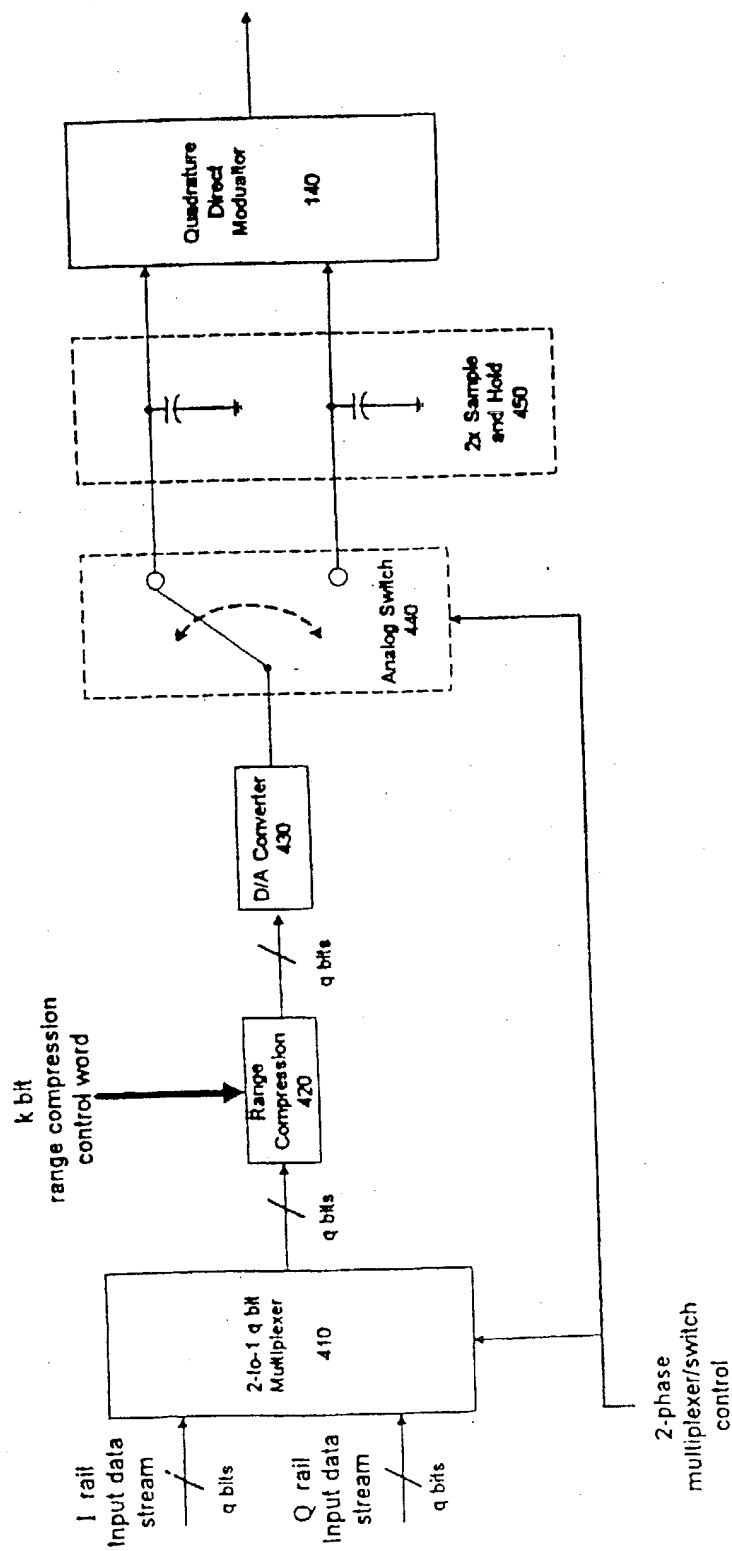 I rail
Input data
stream
q bits
Q rail
Input data
stream
q bits
2-to-1 q bit
Multiplexer
410
2-phase
multiplexer/switch
control
q bits
k bit
range compression
control word
Range
Compression
420
q bits
D/A Converter
430
Analog Switch
440
2x Sample
and Hold
450
Quadrature
Direct
Modualtor
140